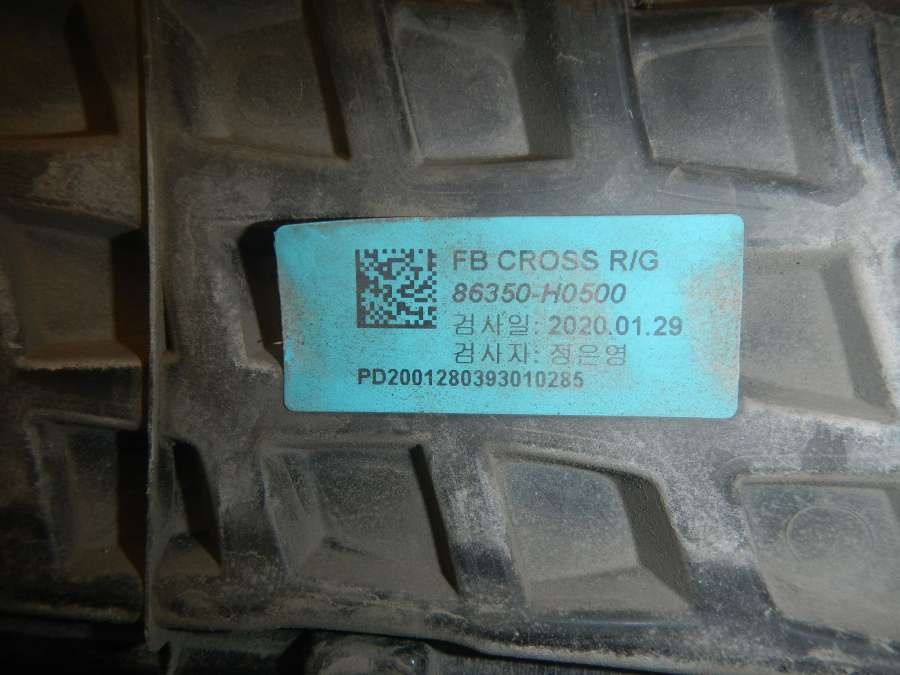 FB CROSS R/G
86350-H0500
검사일: 2020.01.29
검사자: 정은영
PD2001280393010285